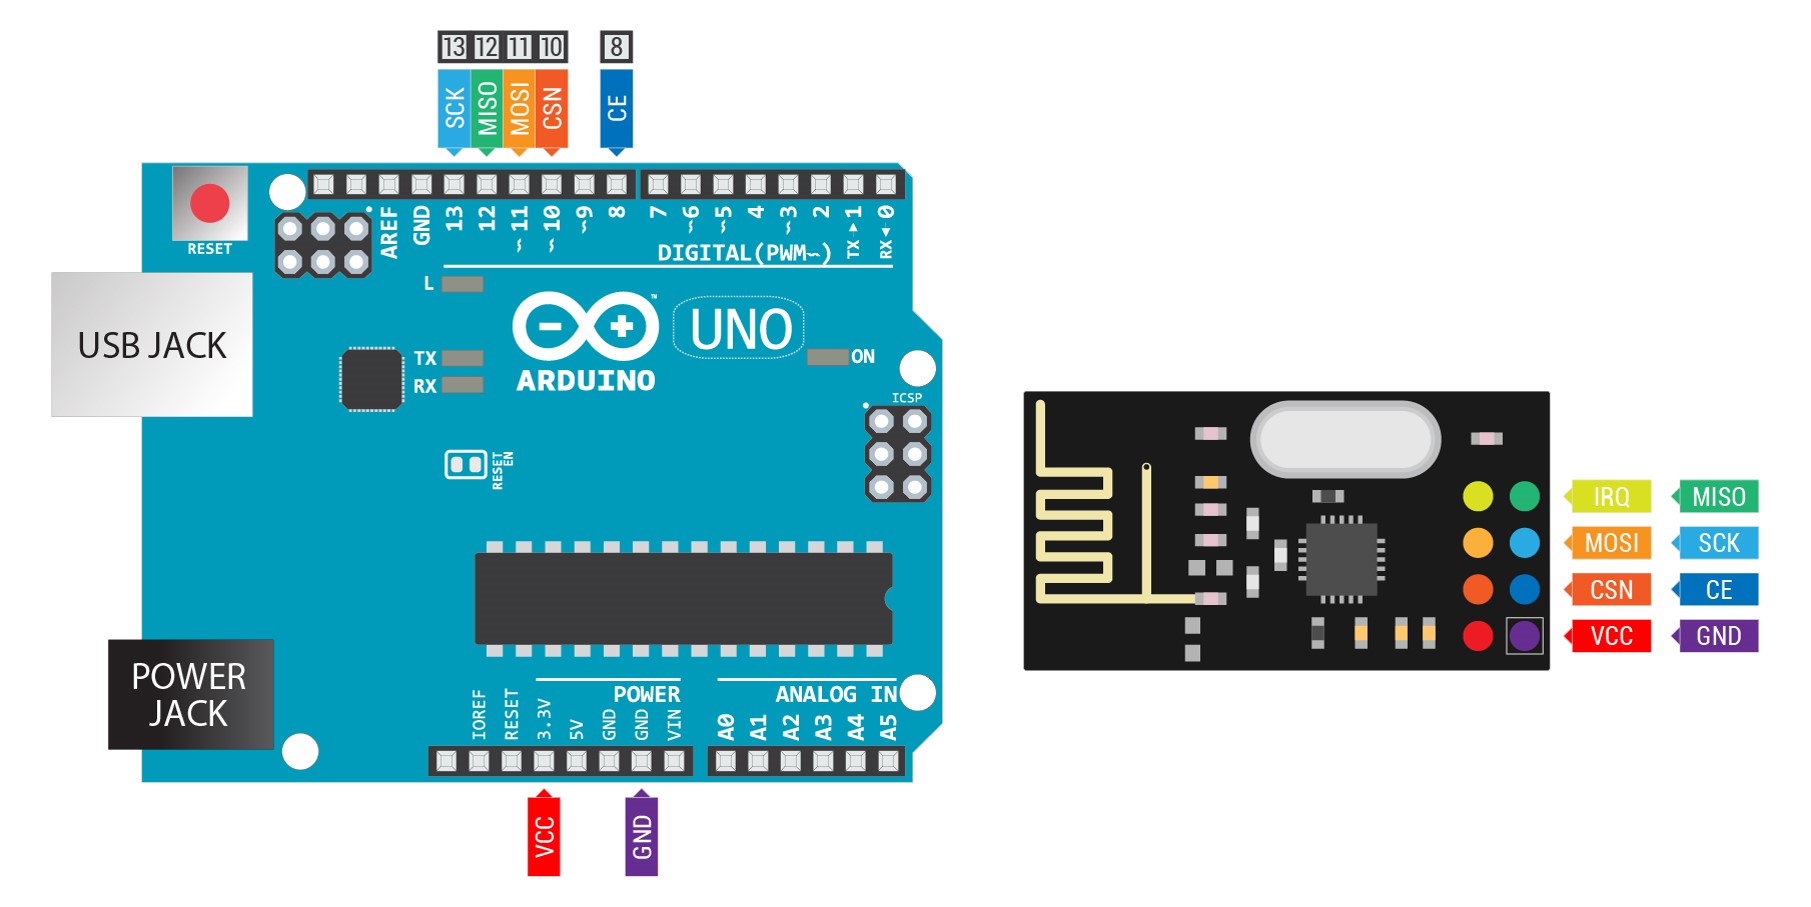 13 12 11 10 8
SCK MISO MOSI CSN CE
RESET
AREF GND 13 12 ~11 ~10 ~9 8 7 ~6 ~5 4 ~3 2 TX▶1 RX◀0
DIGITAL(PWM~)
L
USB JACK
TX
RX
ARDUINO
™
UNO
ON
ICSP
RESET
EN
IRQ MISO
MOSI SCK
CSN CE
VCC GND
POWER
JACK
POWER
ANALOG IN
IOREF RESET 3.3V 5V GND GND VIN A0 A1 A2 A3 A4 A5
VCC GND